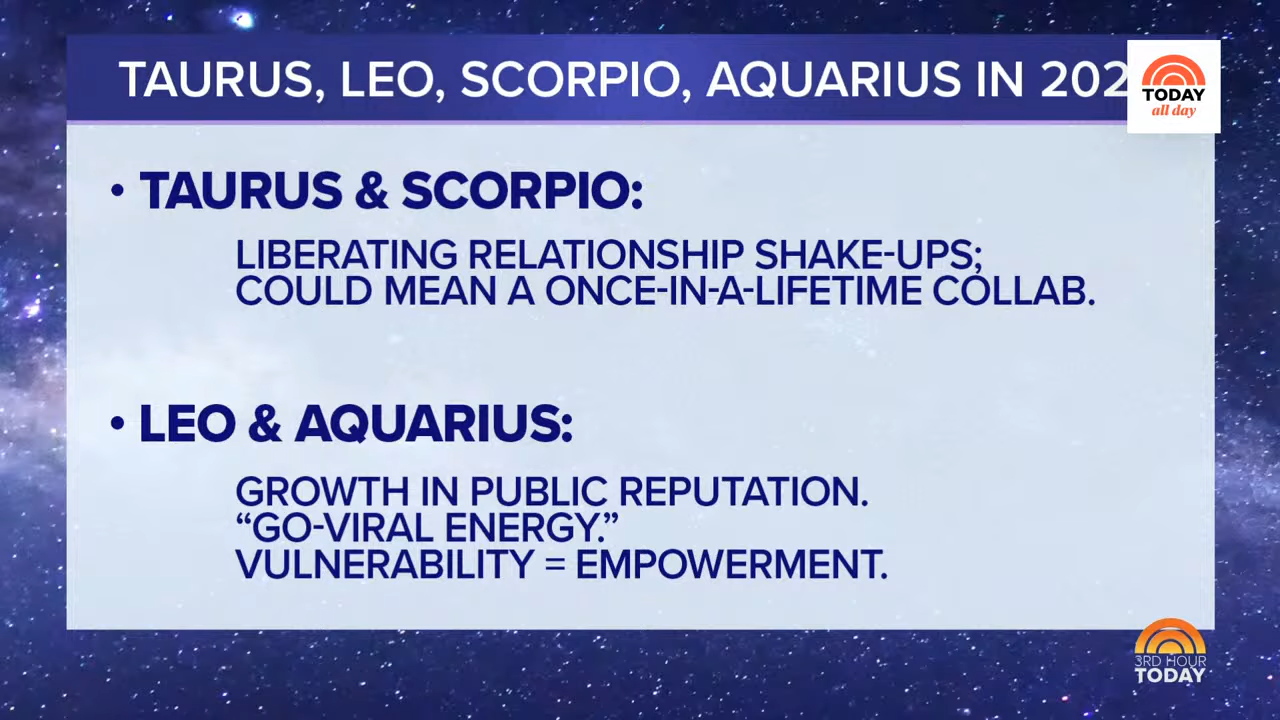 TAURUS, LEO, SCORPIO, AQUARIUS IN 202
TODAY
all day
• TAURUS & SCORPIO:
LIBERATING RELATIONSHIP SHAKE-UPS;
COULD MEAN A ONCE-IN-A-LIFETIME COLLAB.
• LEO & AQUARIUS:
GROWTH IN PUBLIC REPUTATION.
“GO-VIRAL ENERGY.”
VULNERABILITY = EMPOWERMENT.
3RD HOUR
TODAY